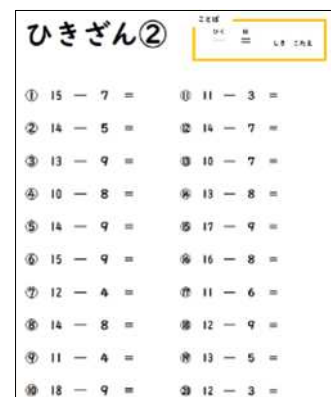 ひきざん②
ことば
ひく は
― ＝ しき こたえ
① 15 ― 7 ＝
② 14 ― 5 ＝
③ 13 ― 9 ＝
④ 10 ― 8 ＝
⑤ 14 ― 9 ＝
⑥ 15 ― 9 ＝
⑦ 12 ― 4 ＝
⑧ 14 ― 8 ＝
⑨ 11 ― 4 ＝
⑩ 18 ― 9 ＝
⑪ 11 ― 3 ＝
⑫ 14 ― 7 ＝
⑬ 10 ― 7 ＝
⑭ 13 ― 8 ＝
⑮ 17 ― 9 ＝
⑯ 16 ― 8 ＝
⑰ 11 ― 6 ＝
⑱ 12 ― 9 ＝
⑲ 13 ― 5 ＝
⑳ 12 ― 3 ＝